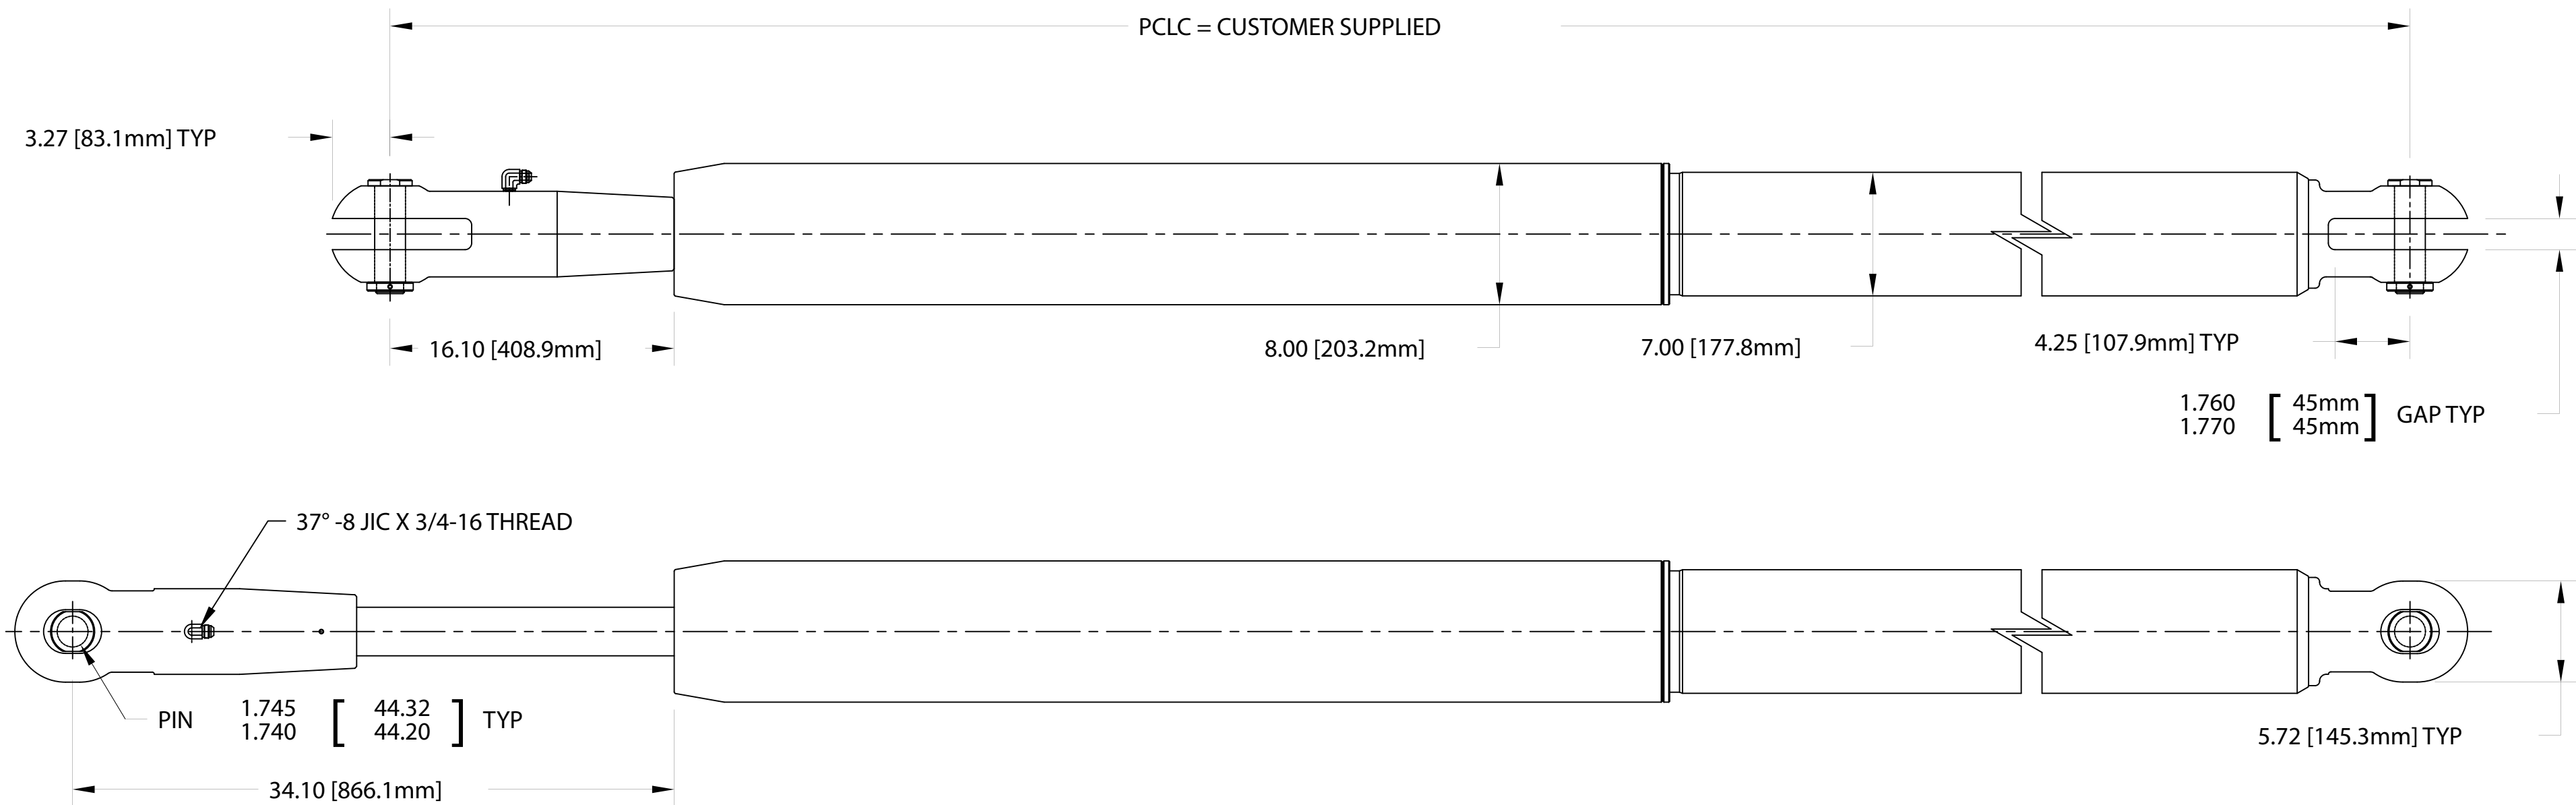 PCLC = CUSTOMER SUPPLIED
3.27 [83.1mm] TYP
16.10 [408.9mm]
8.00 [203.2mm]
7.00 [177.8mm]
4.25 [107.9mm] TYP
1.760 [ 45mm ] GAP TYP
1.770 45mm
37° -8 JIC X 3/4-16 THREAD
PIN 1.745 [ 44.32 ] TYP
1.740 44.20
5.72 [145.3mm] TYP
34.10 [866.1mm]